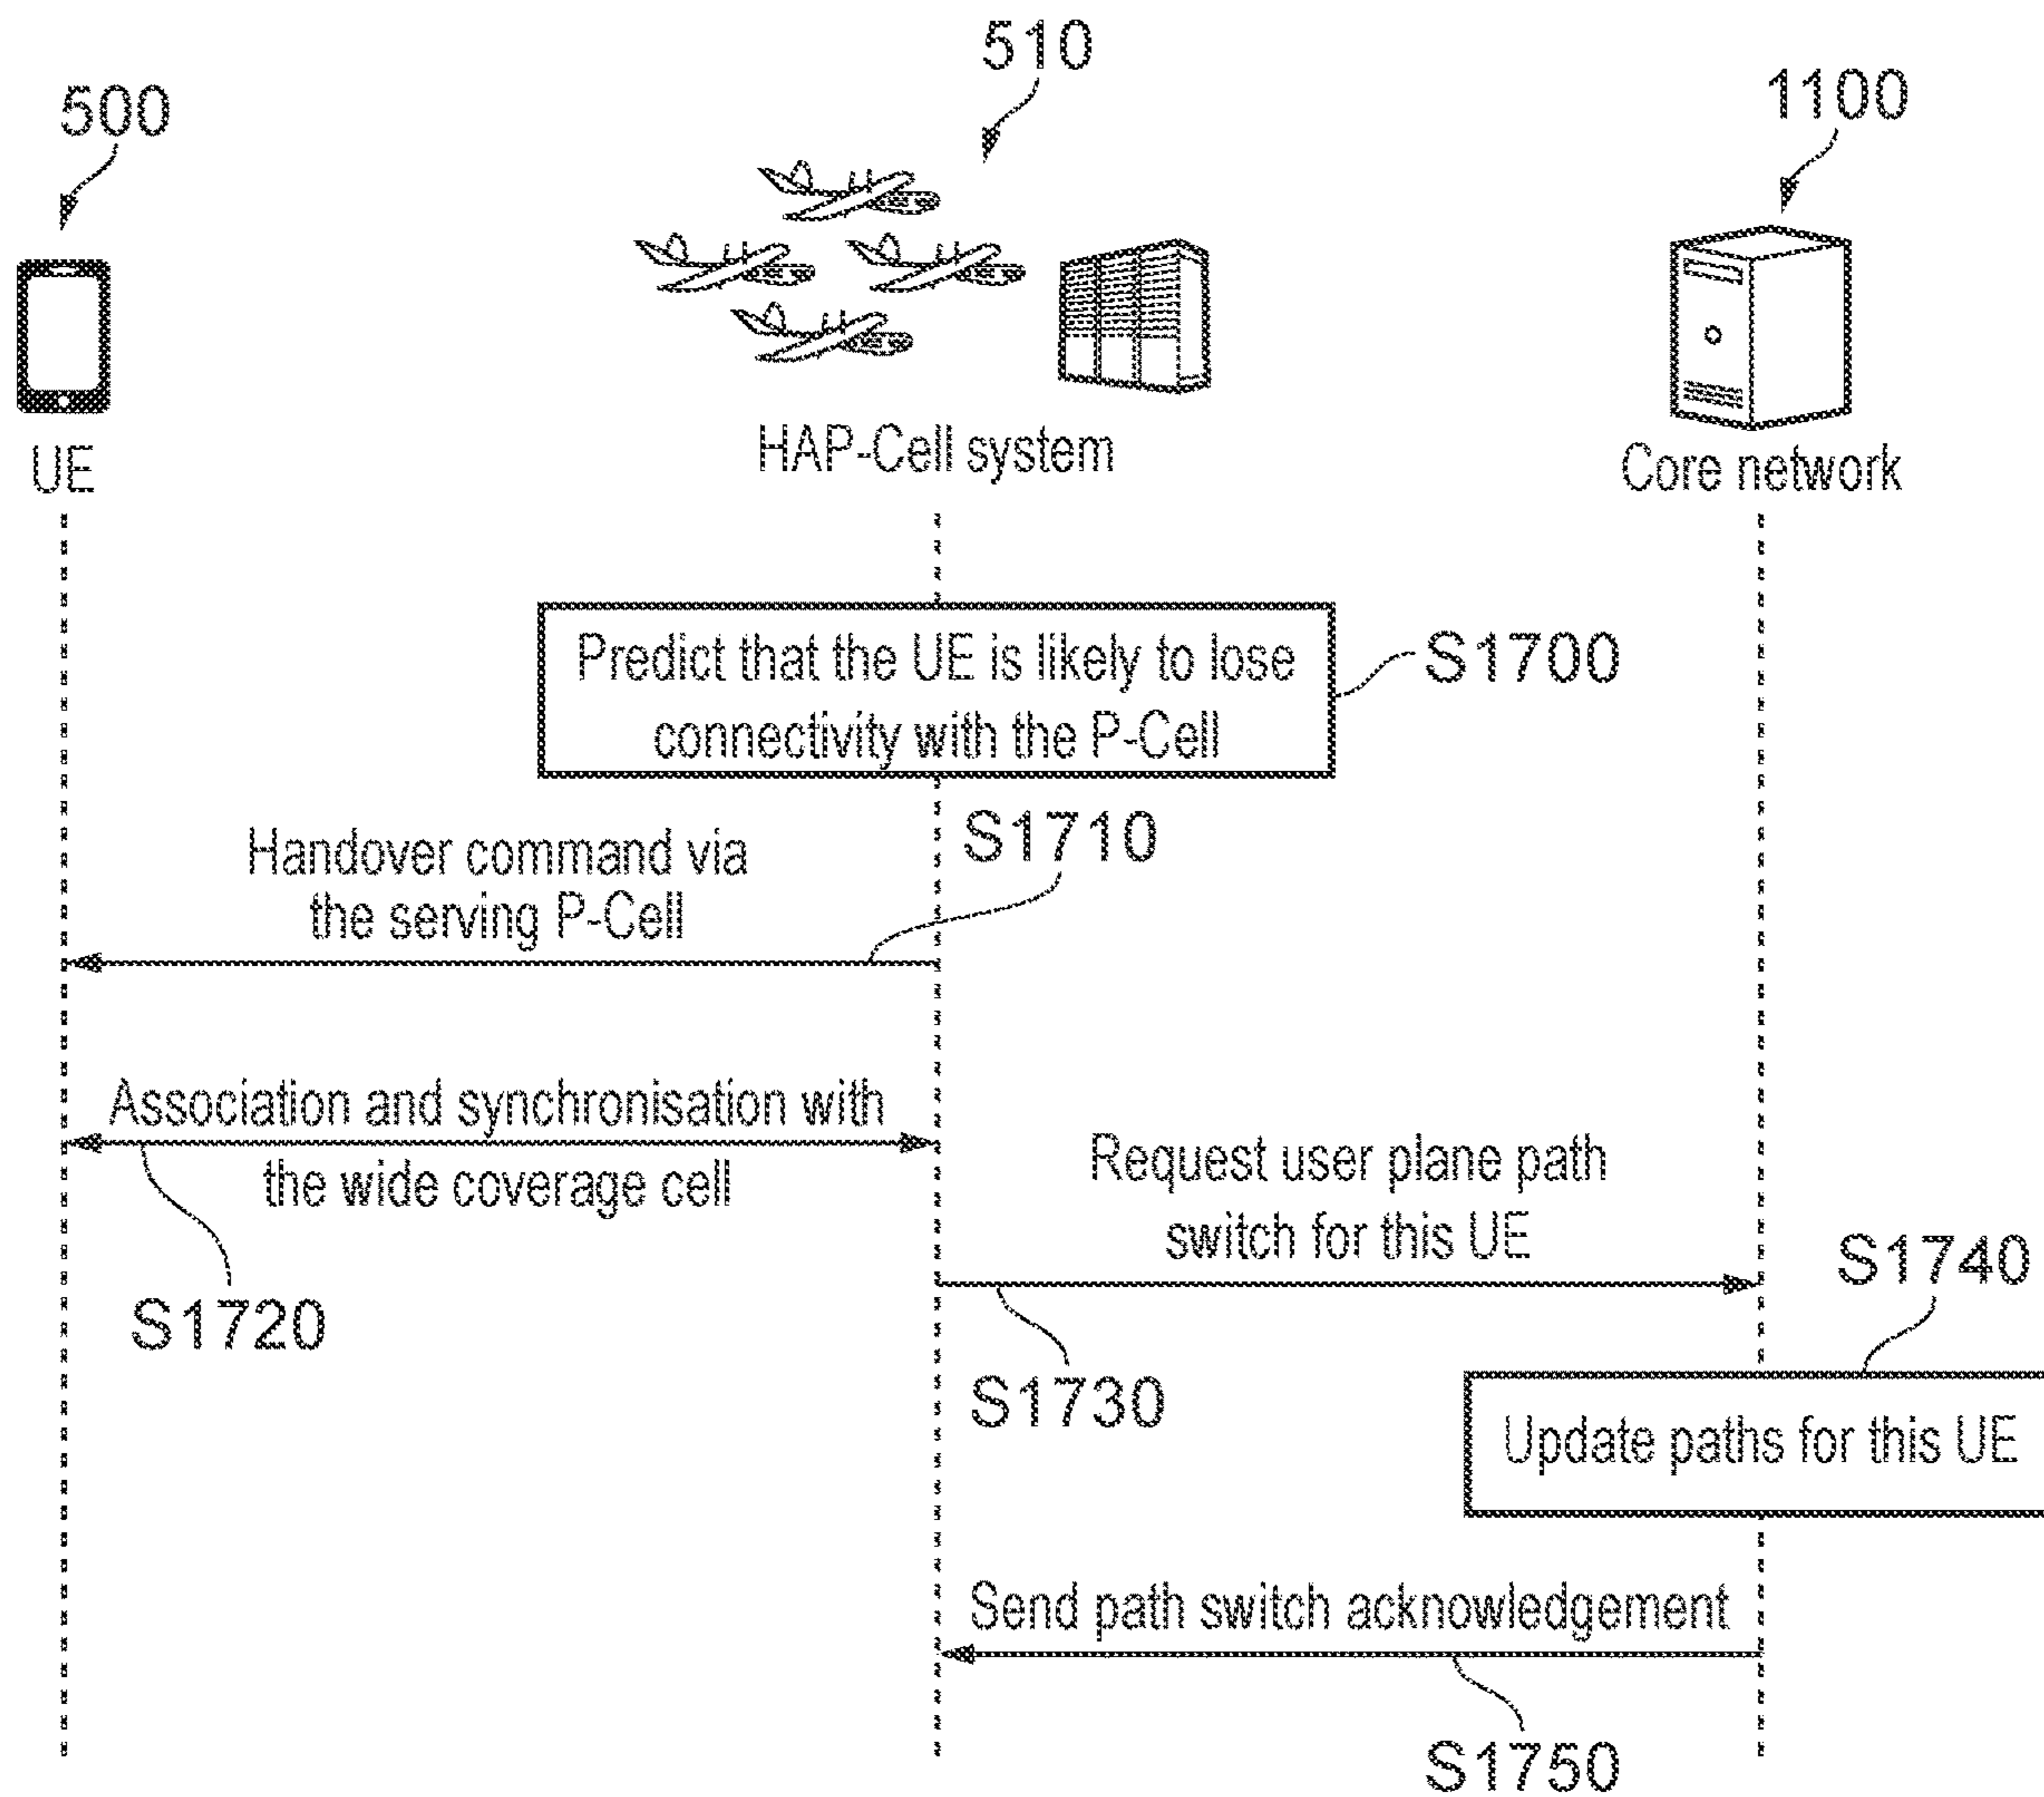 510
500
1100
UE
HAP-Cell system
Core network
Predict that the UE is likely to lose
connectivity with the P-Cell
S1700
S1710
Handover command via
the serving P-Cell
Association and synchronisation with
the wide coverage cell
S1720
Request user plane path
switch for this UE
S1730
S1740
Update paths for this UE
Send path switch acknowledgement
S1750